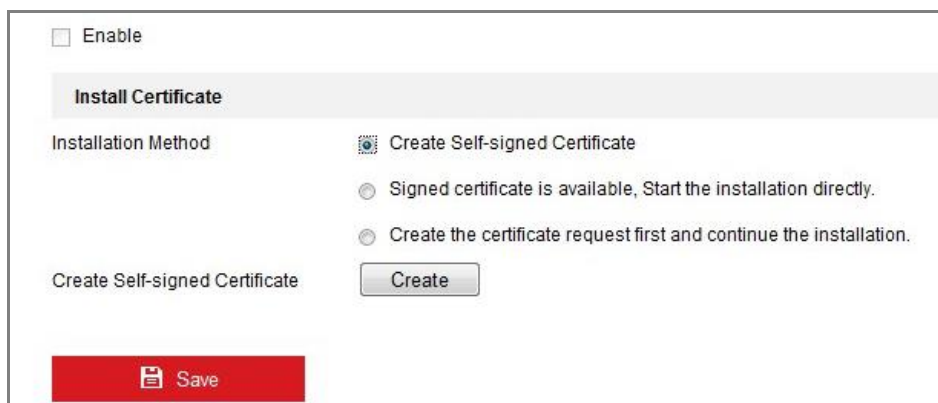 Enable
Install Certificate
Installation Method
Create Self-signed Certificate
Signed certificate is available, Start the installation directly.
Create the certificate request first and continue the installation.
Create Self-signed Certificate
Create
Save